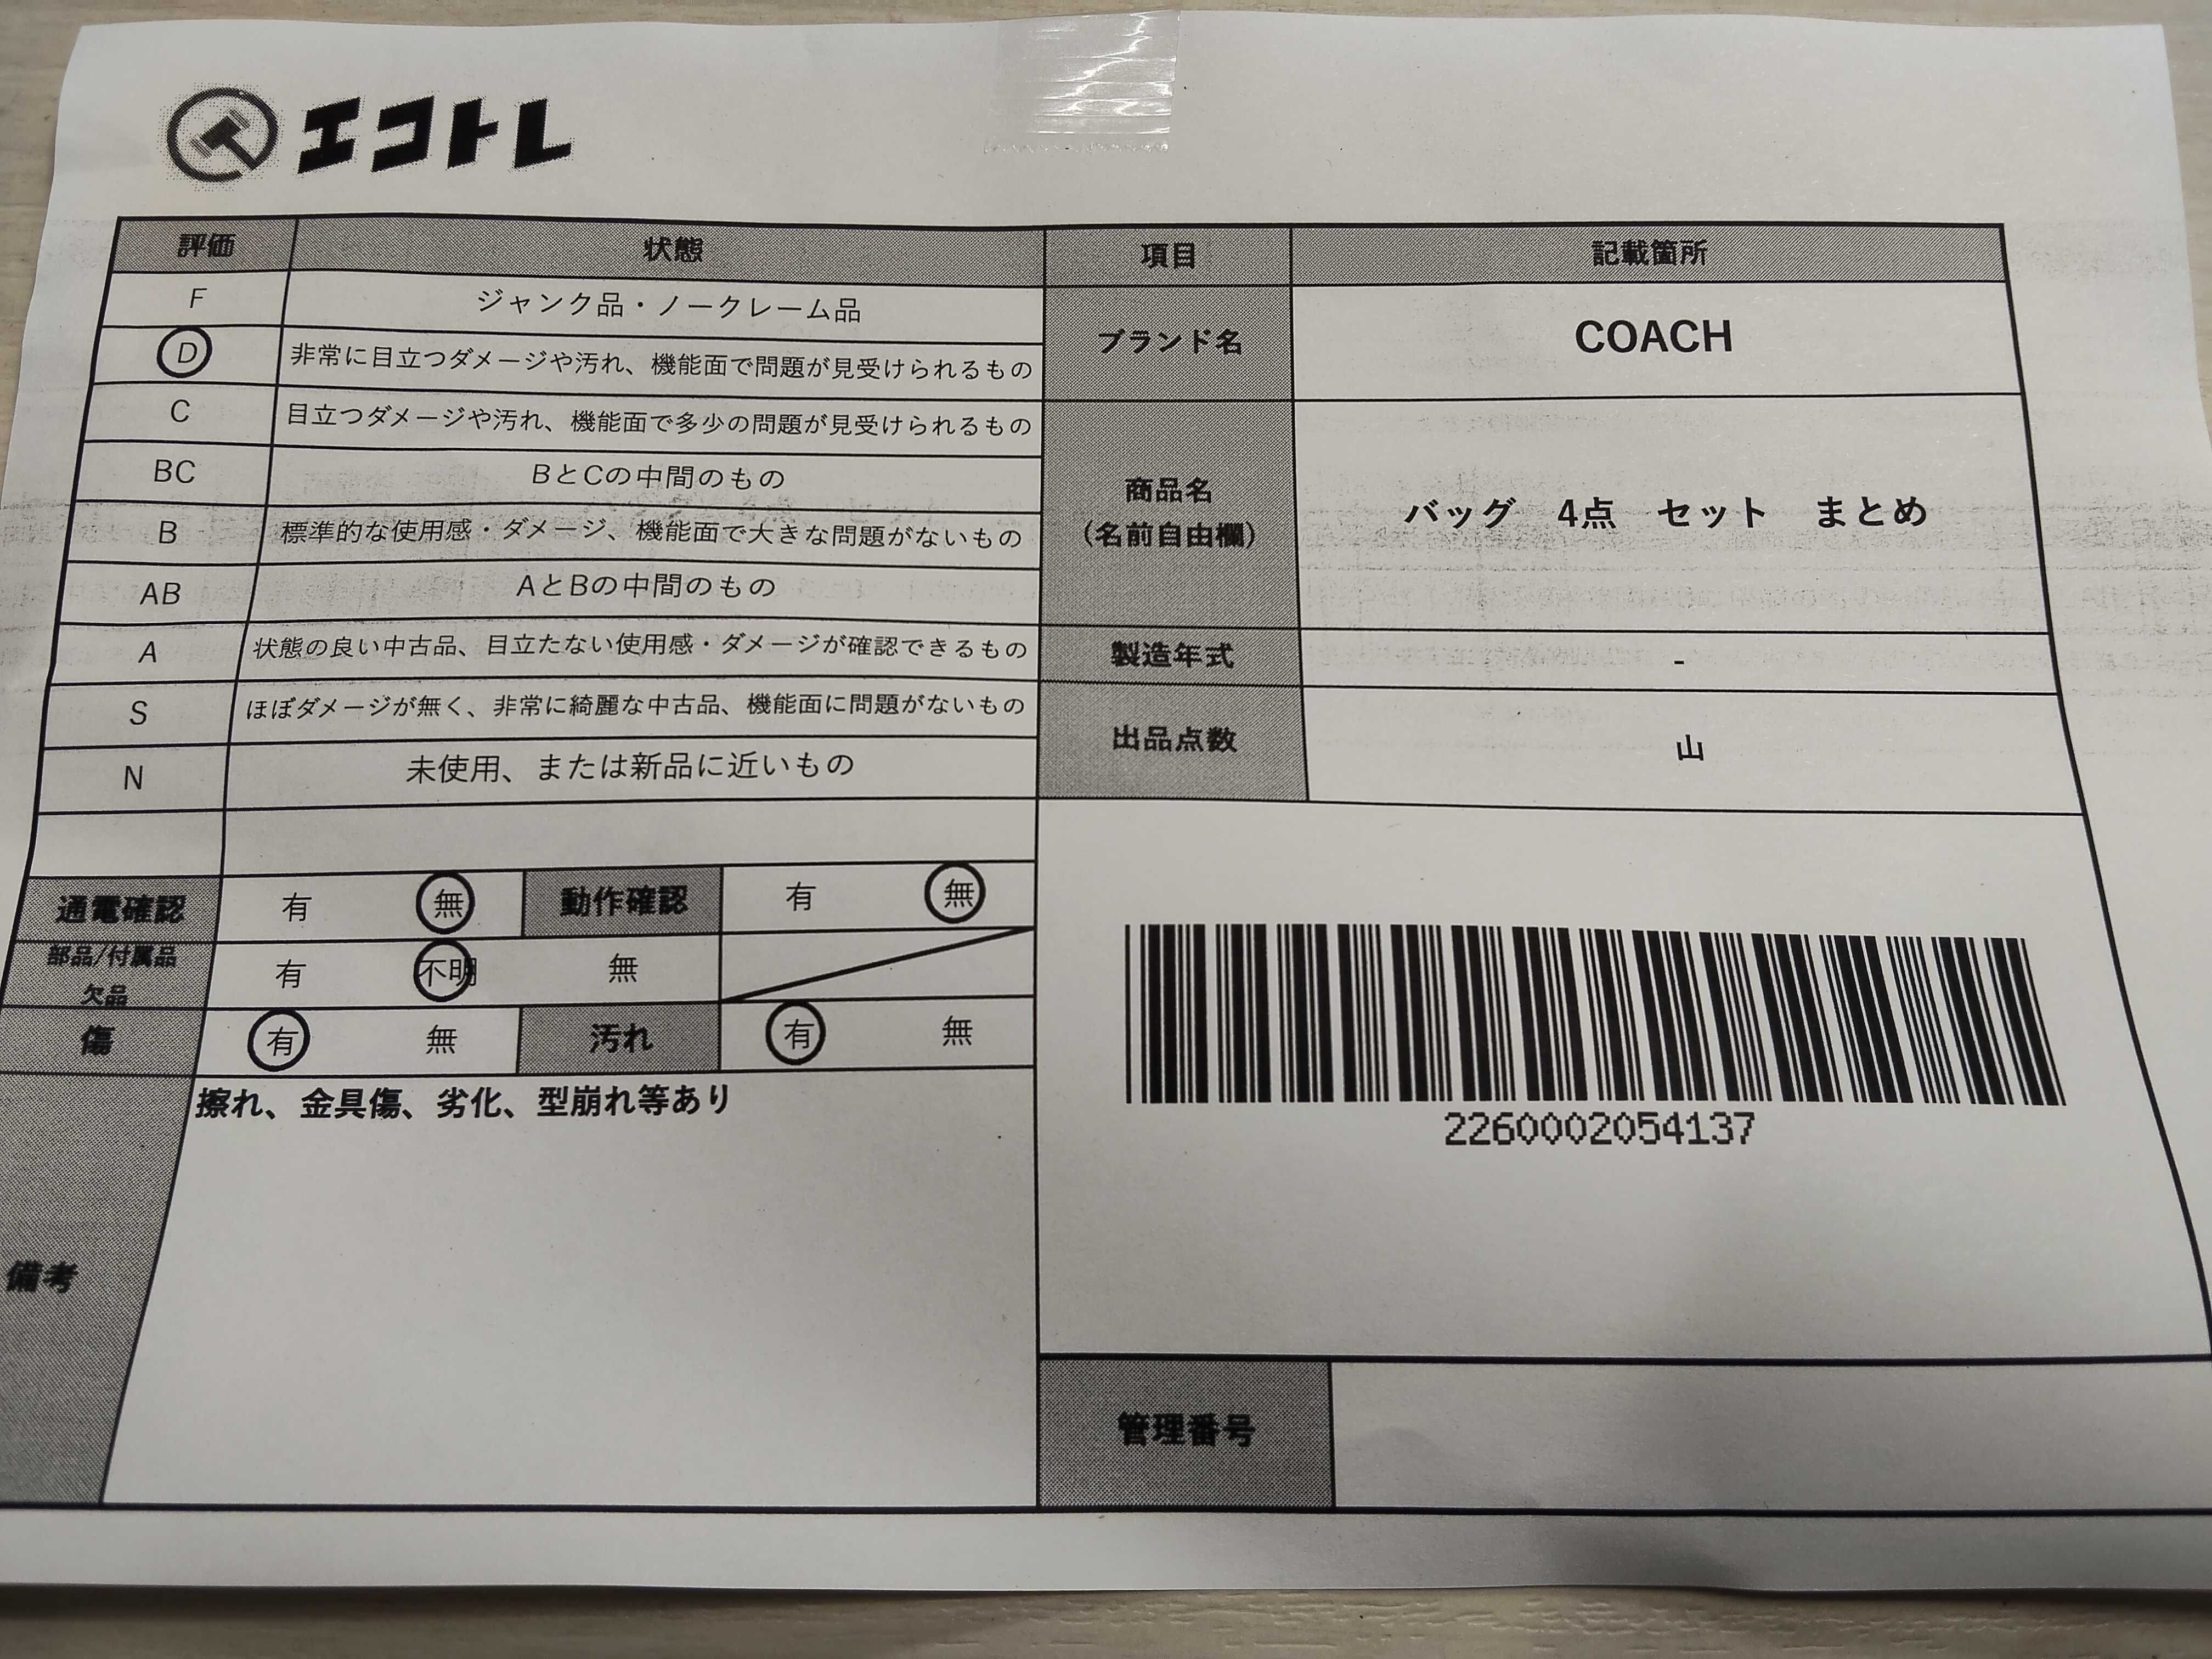 エコトレ
評価 状態 項目 記載箇所
F ジャンク品・ノークレーム品
D 非常に目立つダメージや汚れ、機能面で問題が見受けられるもの
ブランド名 COACH
C 目立つダメージや汚れ、機能面で多少の問題が見受けられるもの
BC BとCの中間のもの
商品名
(名前自由欄)
バッグ 4点 セット まとめ
B 標準的な使用感・ダメージ、機能面で大きな問題がないもの
AB AとBの中間のもの
A 状態の良い中古品、目立たない使用感・ダメージが確認できるもの
製造年式 -
S ほぼダメージが無く、非常に綺麗な中古品、機能面に問題がないもの
出品点数 山
N 未使用、または新品に近いもの
通電確認 有 無 動作確認 有 無
部品/付属品
欠品
有 不明 無
傷 有 無 汚れ 有 無
備考
擦れ、金具傷、劣化、型崩れ等あり
2260002054137
管理番号